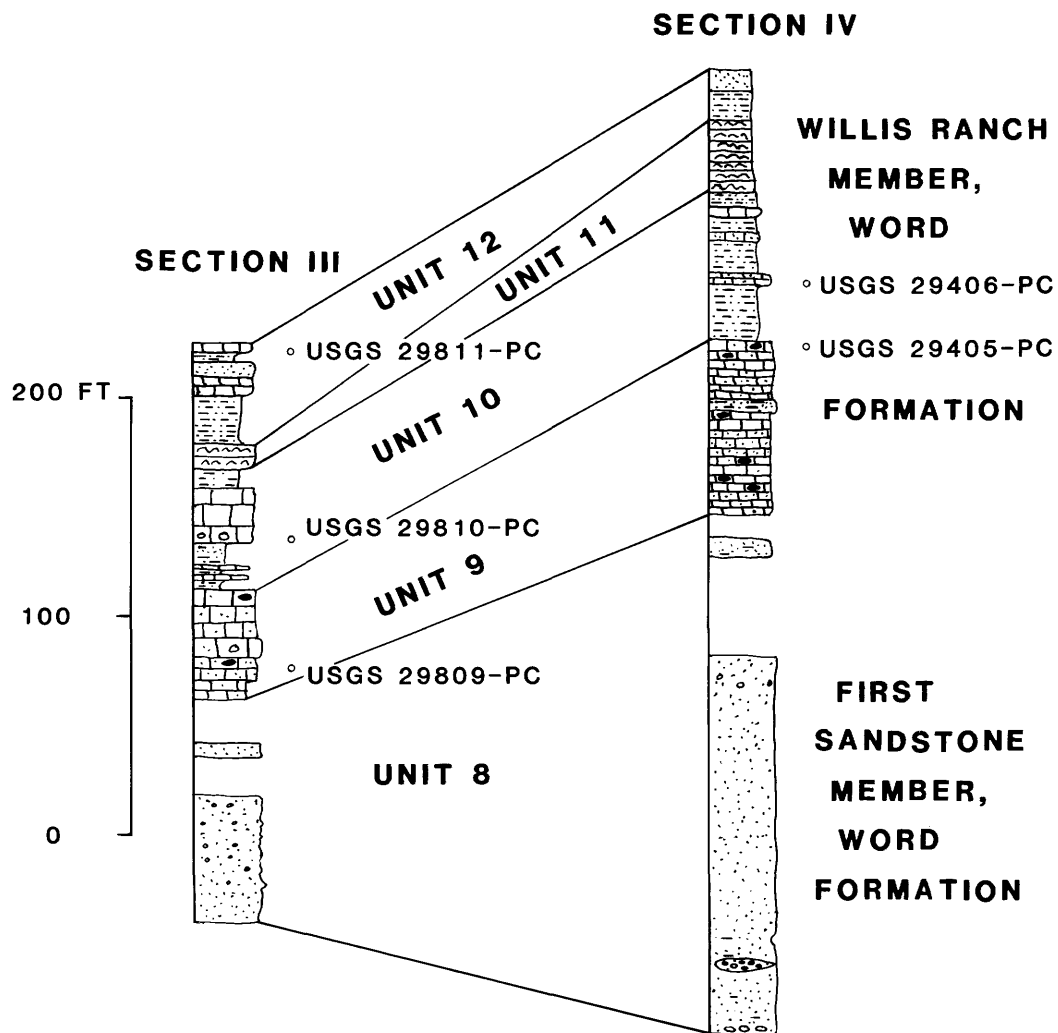 SECTION IV
WILLIS RANCH
MEMBER,
WORD
SECTION III
UNIT 12
UNIT 11
USGS 29406-PC
USGS 29811-PC
USGS 29405-PC
200 FT
UNIT 10
FORMATION
USGS 29810-PC
UNIT 9
100
USGS 29809-PC
FIRST
SANDSTONE
UNIT 8
MEMBER,
0
WORD
FORMATION